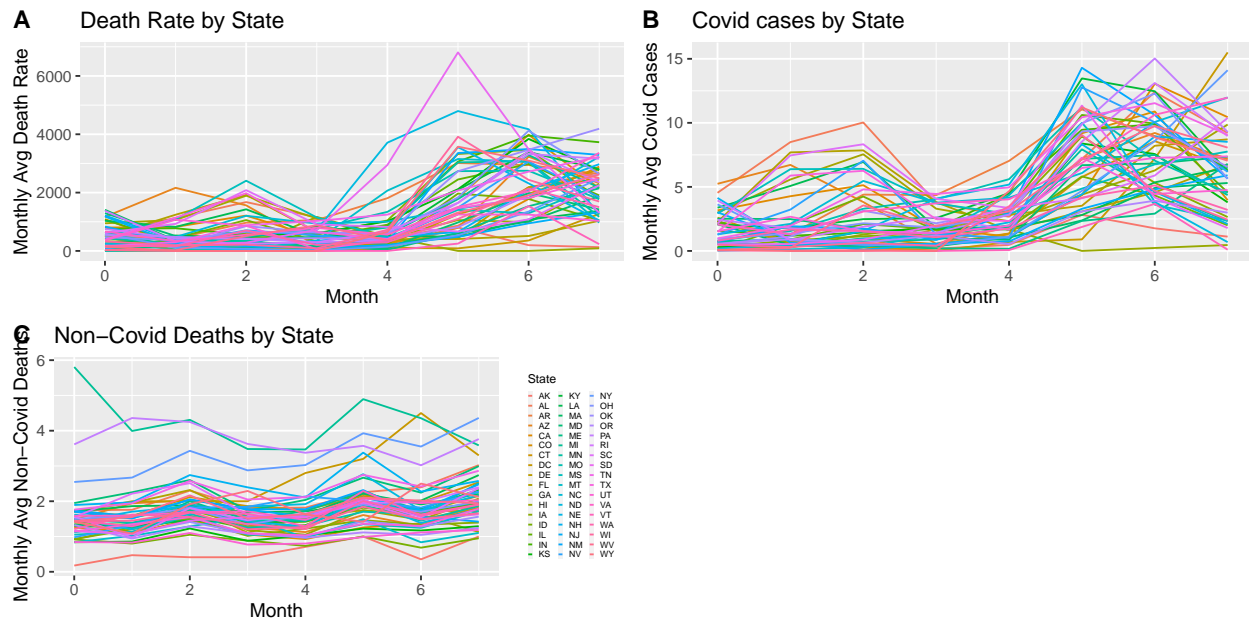 A Death Rate by State
Monthly Avg Death Rate
6000
4000
2000
0
0 2 4 6
Month
B Covid cases by State
Monthly Avg Covid Cases
15
10
5
0
0 2 4 6
Month
C Non−Covid Deaths by State
Monthly Avg Non−Covid Deaths
6
4
2
0
0 2 4 6
Month
State
AK KY NY
AL LA OH
AR MA OK
AZ MD OR
CA ME PA
CO MI RI
CT MN SC
DC MO SD
DE MS TN
FL MT TX
GA NC UT
HI ND VA
IA NE VT
ID NH WA
IL NJ WI
IN NM WV
KS NV WY